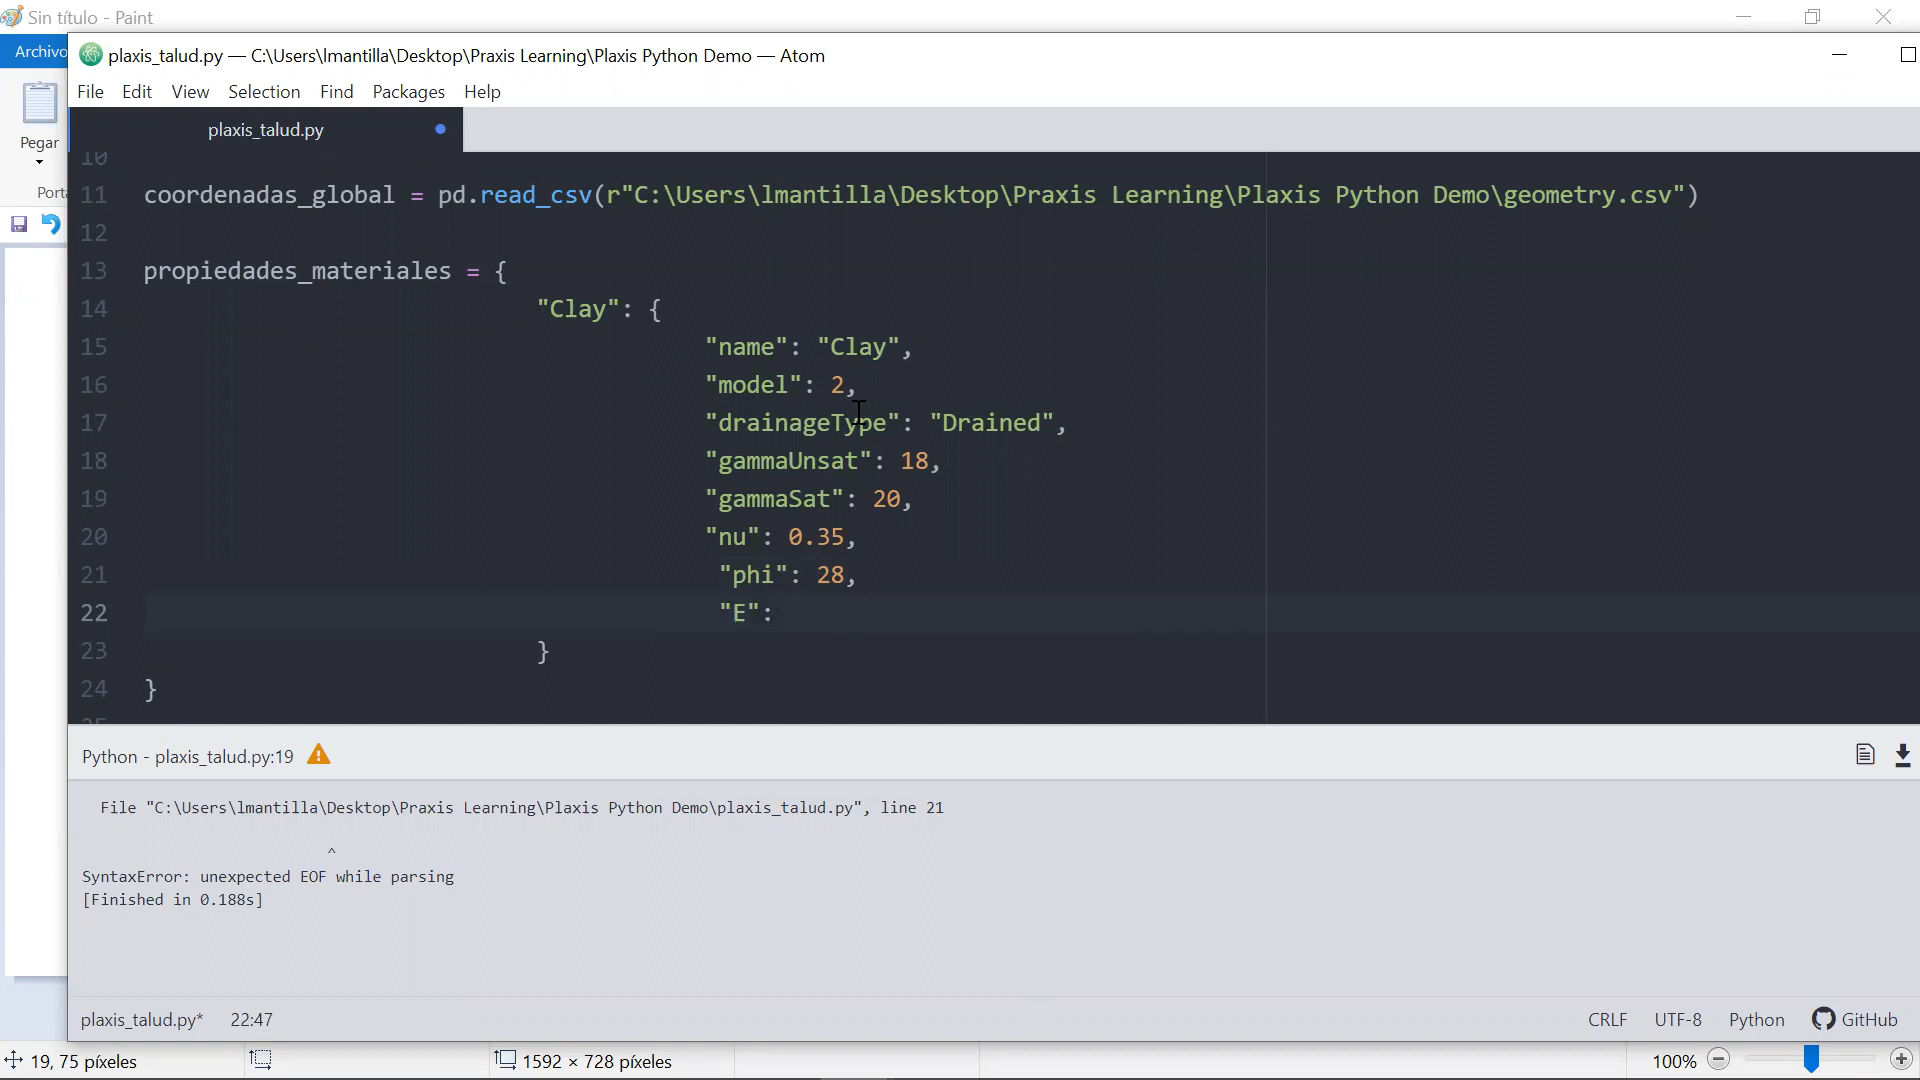 Sin título - Paint
Archivo
plaxis_talud.py — C:\Users\lmantilla\Desktop\Praxis Learning\Plaxis Python Demo — Atom
File Edit View Selection Find Packages Help
Pegar
plaxis_talud.py
10
11 coordenadas_global = pd.read_csv(r"C:\Users\lmantilla\Desktop\Praxis Learning\Plaxis Python Demo\geometry.csv")
12
13 propiedades_materiales = {
14 "Clay": {
15 "name": "Clay",
16 "model": 2,
17 "drainageType": "Drained",
18 "gammaUnsat": 18,
19 "gammaSat": 20,
20 "nu": 0.35,
21 "phi": 28,
22 "E":
23 }
24 }
Python - plaxis_talud.py:19
File "C:\Users\lmantilla\Desktop\Praxis Learning\Plaxis Python Demo\plaxis_talud.py", line 21
^
SyntaxError: unexpected EOF while parsing
[Finished in 0.188s]
plaxis_talud.py* 22:47 CRLF UTF-8 Python GitHub
19, 75 píxeles 1592 × 728 píxeles 100%